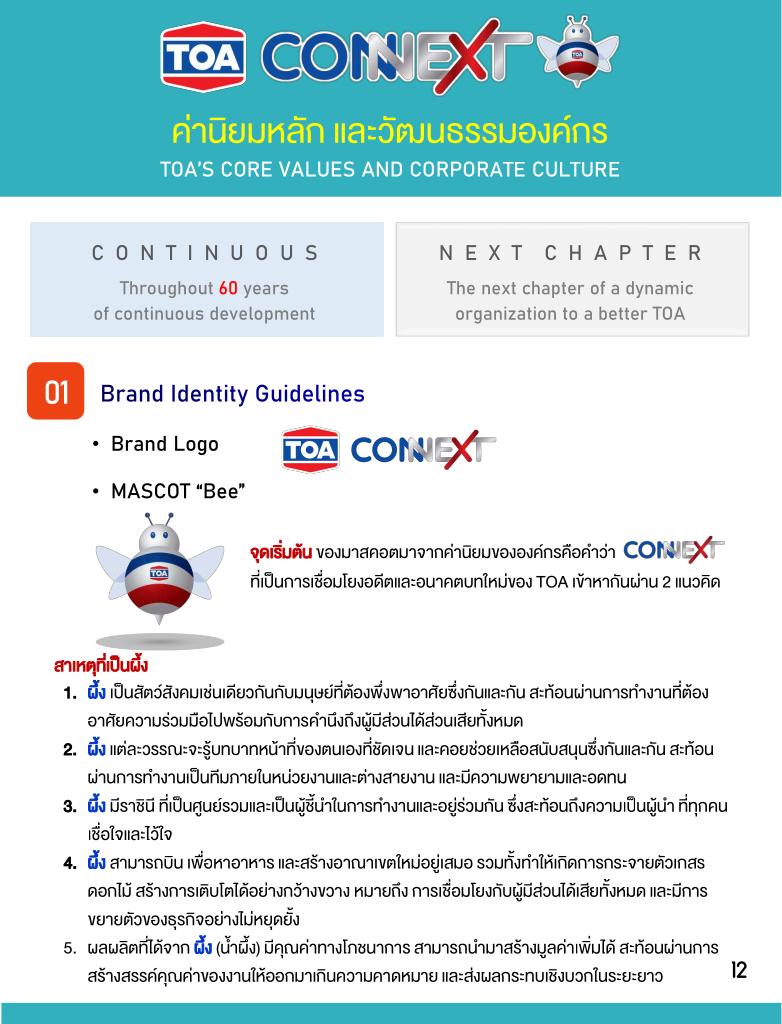 TOA CONNEXT TOA
ค่านิยมหลัก และวัฒนธรรมองค์กร
TOA'S CORE VALUES AND CORPORATE CULTURE
CONTINUOUS
Throughout 60 years
of continuous development
NEXT CHAPTER
The next chapter of a dynamic
organization to a better TOA
01 Brand Identity Guidelines
• Brand Logo TOA CONNEXT
• MASCOT “Bee”
TOA
จุดเริ่มต้น ของมาสคอตมาจากค่านิยมขององค์กรคือคำว่า CONNEXT
ที่เป็นการเชื่อมโยงอดีตและอนาคตบทใหม่ของ TOA เข้าหากันผ่าน 2 แนวคิด
สาเหตุที่เป็นผึ้ง
1. ผึ้ง เป็นสัตว์สังคมเช่นเดียวกันกับมนุษย์ที่ต้องพึ่งพาอาศัยซึ่งกันและกัน สะท้อนผ่านการทำงานที่ต้อง
อาศัยความร่วมมือไปพร้อมกับการคำนึงถึงผู้มีส่วนได้ส่วนเสียทั้งหมด
2. ผึ้ง แต่ละวรรณะจะรู้บทบาทหน้าที่ของตนเองที่ชัดเจน และคอยช่วยเหลือสนับสนุนซึ่งกันและกัน สะท้อน
ผ่านการทำงานเป็นทีมภายในหน่วยงานและต่างสายงาน และมีความพยายามและอดทน
3. ผึ้ง มีราชินี ที่เป็นศูนย์รวมและเป็นผู้ชี้นำในการทำงานและอยู่ร่วมกัน ซึ่งสะท้อนถึงความเป็นผู้นำ ที่ทุกคน
เชื่อใจและไว้ใจ
4. ผึ้ง สามารถบิน เพื่อหาอาหาร และสร้างอาณาเขตใหม่อยู่เสมอ รวมทั้งทำให้เกิดการกระจายตัวเกสร
ดอกไม้ สร้างการเติบโตได้อย่างกว้างขวาง หมายถึง การเชื่อมโยงกับผู้มีส่วนได้เสียทั้งหมด และมีการ
ขยายตัวของธุรกิจอย่างไม่หยุดยั้ง
5. ผลผลิตที่ได้จาก ผึ้ง (น้ำผึ้ง) มีคุณค่าทางโภชนาการ สามารถนำมาสร้างมูลค่าเพิ่มได้ สะท้อนผ่านการ
สร้างสรรค์คุณค่าของงานให้ออกมาเกินความคาดหมาย และส่งผลกระทบเชิงบวกในระยะยาว
12